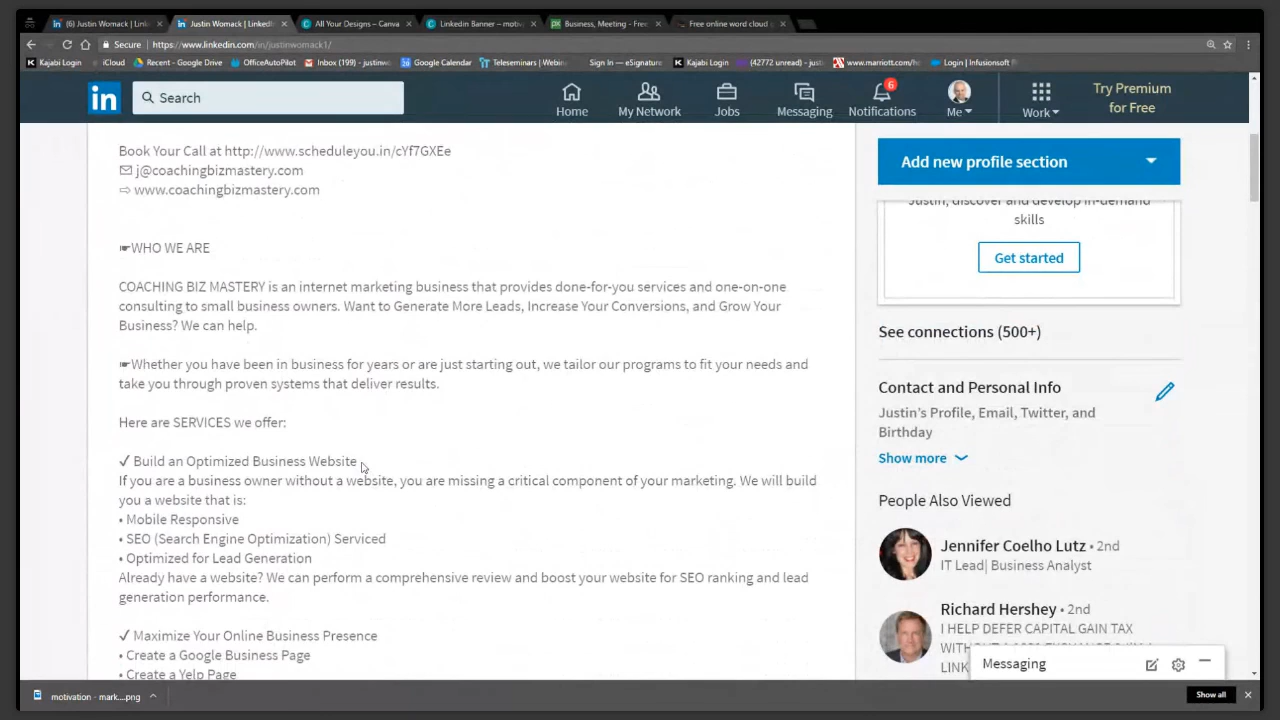 (6) Justin Womack | Link
Justin Womack | LinkedI
All Your Designs – Canva
Linkedin Banner – motiv
Business, Meeting - Free
Free online word cloud g
Secure
https://www.linkedin.com/in/justinwomack1/
Kajabi Login
iCloud
Recent - Google Drive
OfficeAutoPilot
Inbox (199) - justinw
Google Calendar
Teleseminars | Webin
Sign In — eSignature
Kajabi Login
(42772 unread) - just
www.marriott.com/h
Login | Infusionsoft
in
Search
Home
My Network
Jobs
Messaging
6
Notifications
Me
Work
Try Premium
for Free
Book Your Call at http://www.scheduleyou.in/cYf7GXEe
j@coachingbizmastery.com
⇨ www.coachingbizmastery.com
☛WHO WE ARE
COACHING BIZ MASTERY is an internet marketing business that provides done-for-you services and one-on-one
consulting to small business owners. Want to Generate More Leads, Increase Your Conversions, and Grow Your
Business? We can help.
☛Whether you have been in business for years or are just starting out, we tailor our programs to fit your needs and
take you through proven systems that deliver results.
Here are SERVICES we offer:
✓ Build an Optimized Business Website
If you are a business owner without a website, you are missing a critical component of your marketing. We will build
you a website that is:
• Mobile Responsive
• SEO (Search Engine Optimization) Serviced
• Optimized for Lead Generation
Already have a website? We can perform a comprehensive review and boost your website for SEO ranking and lead
generation performance.
✓ Maximize Your Online Business Presence
• Create a Google Business Page
• Create a Yelp Page
Add new profile section
Justin, discover and develop in-demand
skills
Get started
See connections (500+)
Contact and Personal Info
Justin's Profile, Email, Twitter, and
Birthday
Show more
People Also Viewed
Jennifer Coelho Lutz • 2nd
IT Lead| Business Analyst
Richard Hershey • 2nd
I HELP DEFER CAPITAL GAIN TAX
LINK
Messaging
motivation - mark....png
Show all